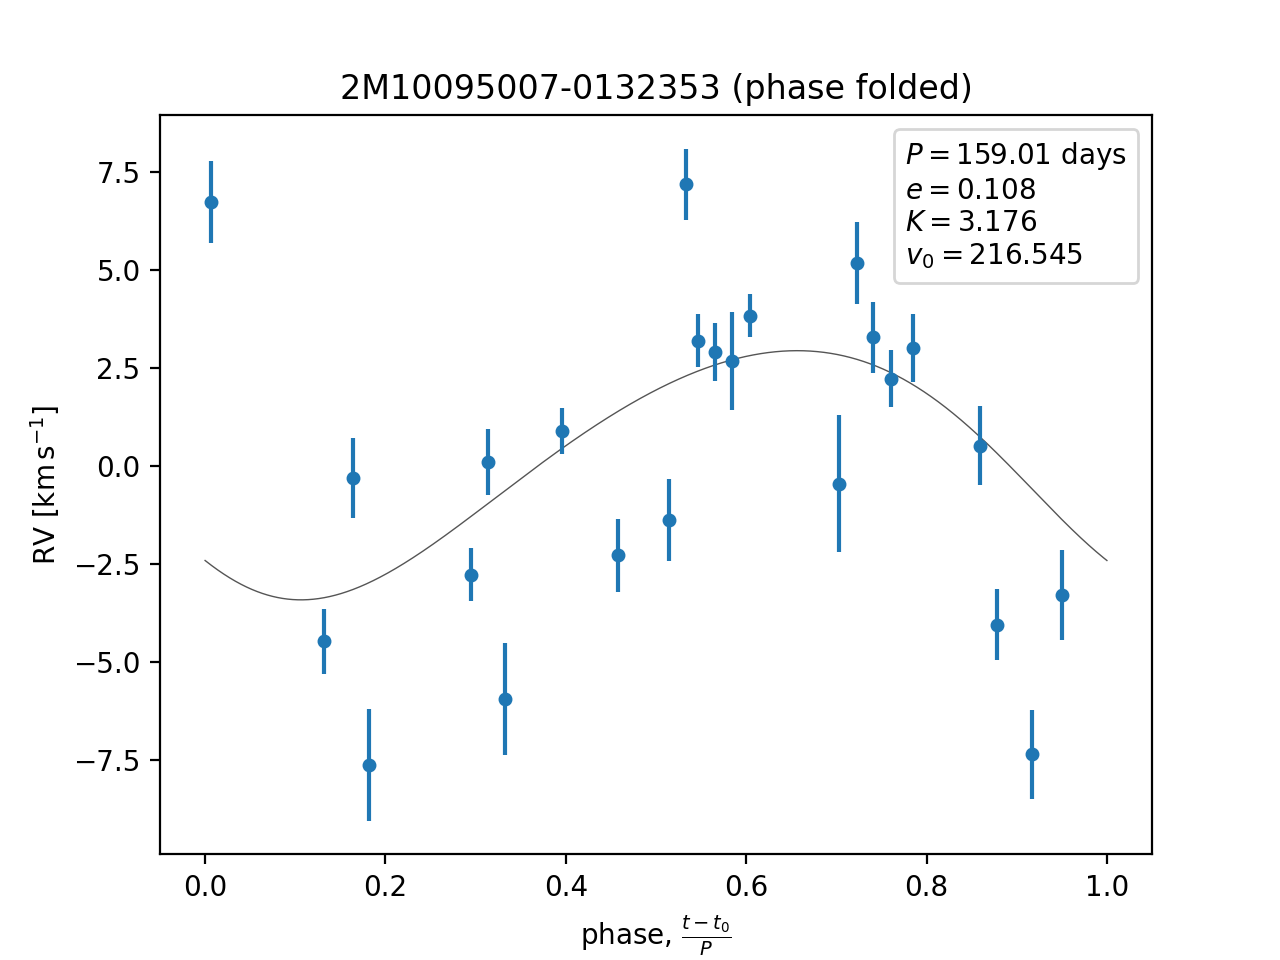 2M10095007-0132353 (phase folded)
P = 159.01 days
e = 0.108
K = 3.176
v₀ = 216.545
RV [km s⁻¹]
7.5
5.0
2.5
0.0
−2.5
−5.0
−7.5
0.0 0.2 0.4 0.6 0.8 1.0
phase, (t − t₀)/P